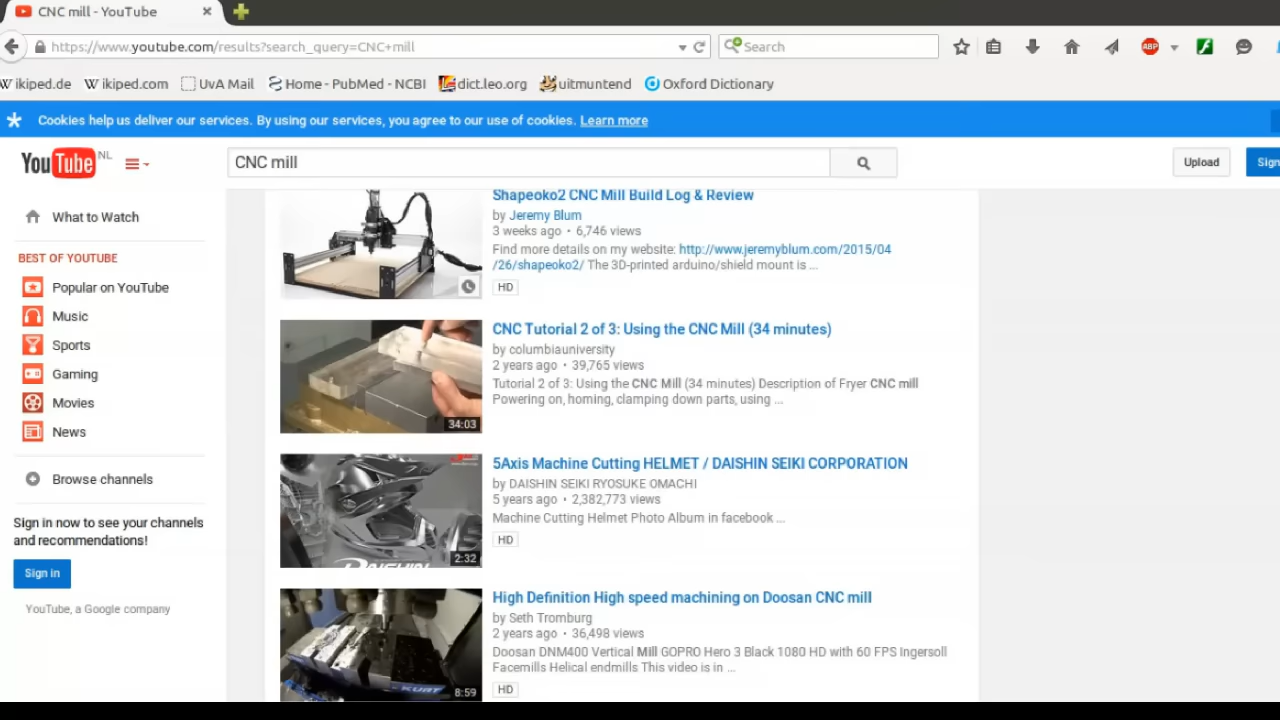 CNC mill - YouTube
https://www.youtube.com/results?search_query=CNC+mill
Search
ABP
Wikiped.de Wikiped.com UvA Mail Home - PubMed - NCBI dict.leo.org uitmuntend Oxford Dictionary
Cookies help us deliver our services. By using our services, you agree to our use of cookies. Learn more
YouTube NL
CNC mill
Upload
Sign
What to Watch
BEST OF YOUTUBE
Popular on YouTube
Music
Sports
Gaming
Movies
News
Browse channels
Sign in now to see your channels
and recommendations!
Sign in
YouTube, a Google company
Shapeoko2 CNC Mill Build Log & Review
by Jeremy Blum
3 weeks ago • 6,746 views
Find more details on my website: http://www.jeremyblum.com/2015/04
/26/shapeoko2/ The 3D-printed arduino/shield mount is ...
HD
CNC Tutorial 2 of 3: Using the CNC Mill (34 minutes)
by columbiauniversity
2 years ago • 39,765 views
Tutorial 2 of 3: Using the CNC Mill (34 minutes) Description of Fryer CNC mill
Powering on, homing, clamping down parts, using ...
34:03
5Axis Machine Cutting HELMET / DAISHIN SEIKI CORPORATION
by DAISHIN SEIKI RYOSUKE OMACHI
5 years ago • 2,382,773 views
Machine Cutting Helmet Photo Album in facebook ...
HD
DAISHIN
2:32
High Definition High speed machining on Doosan CNC mill
by Seth Tromburg
2 years ago • 36,498 views
Doosan DNM400 Vertical Mill GOPRO Hero 3 Black 1080 HD with 60 FPS Ingersoll
Facemills Helical endmills This video is in ...
HD
KURT
8:59